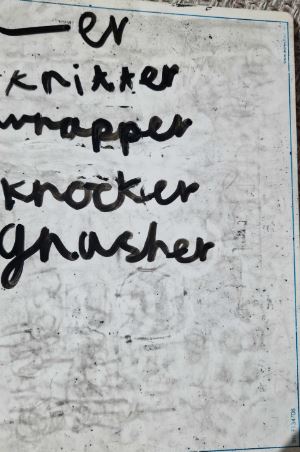 —er
knitter
wrapper
knocker
gnasher